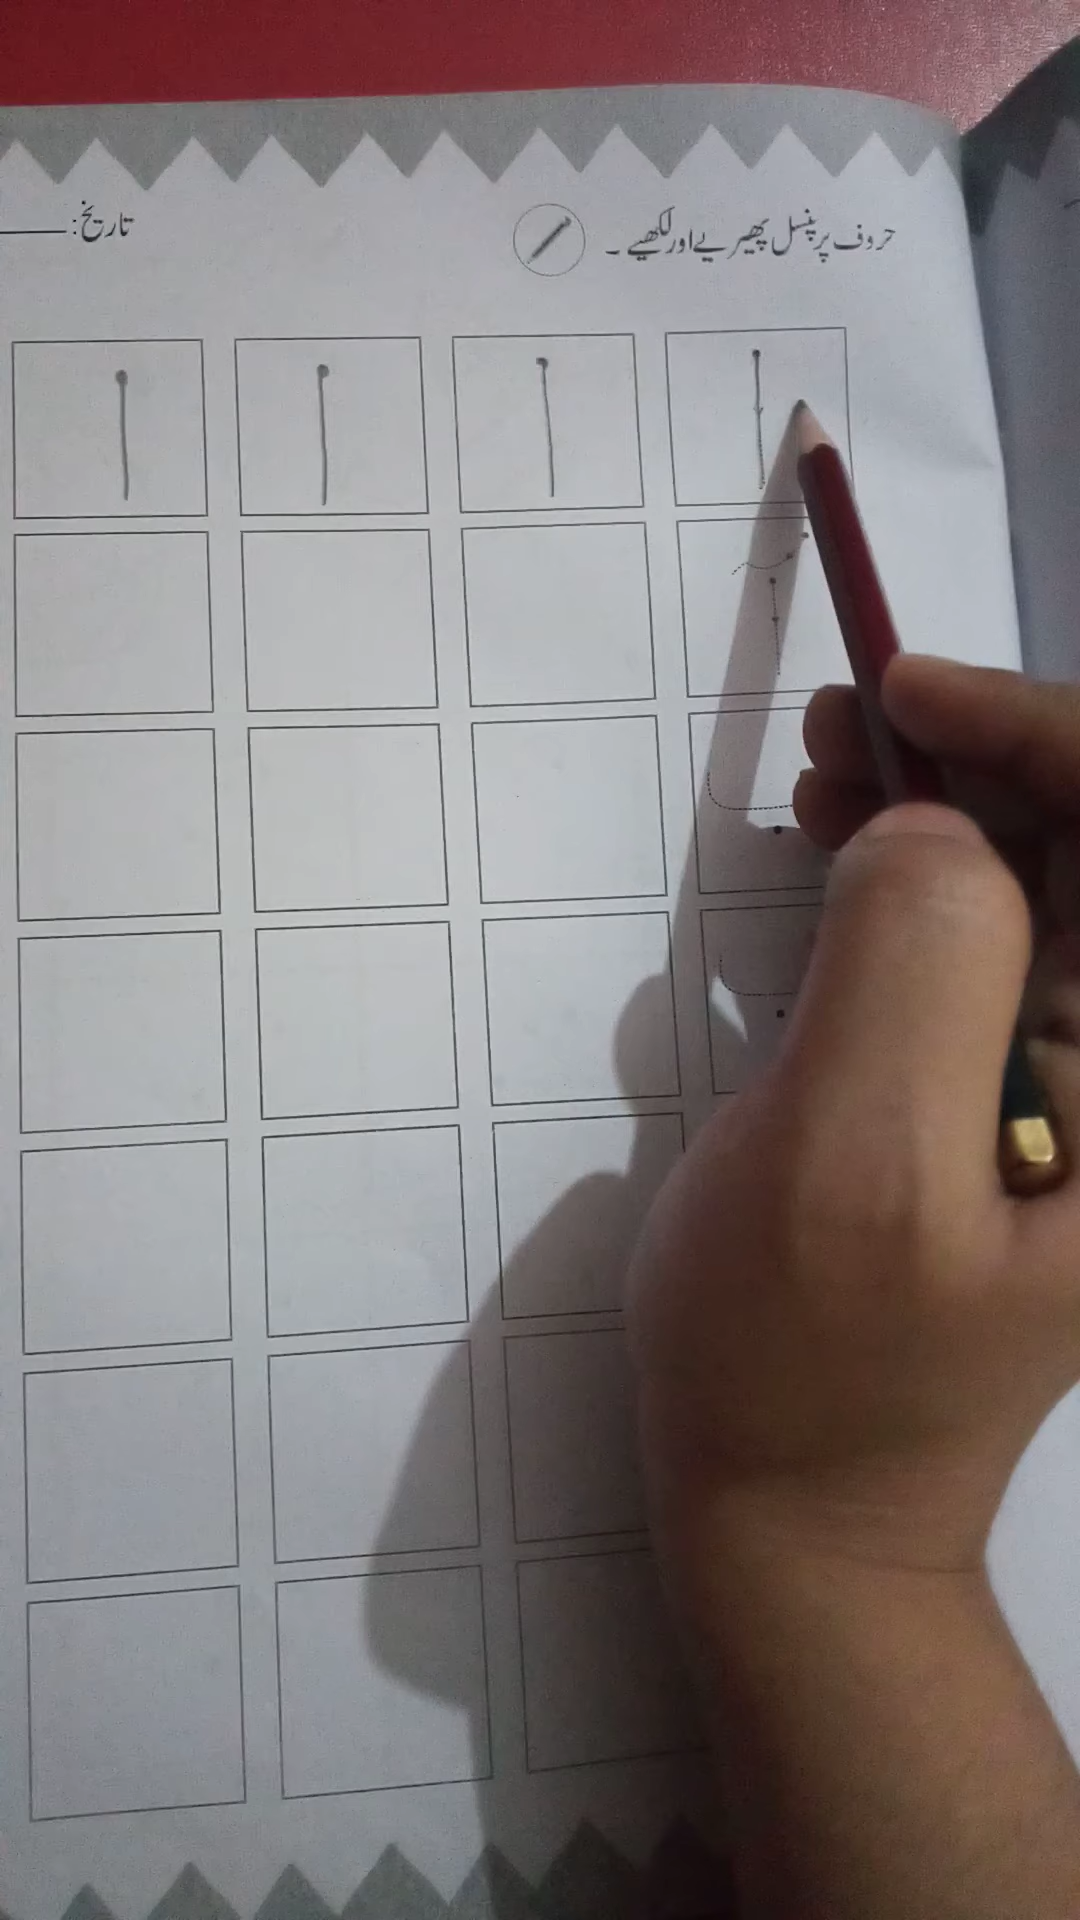 حروف پر پنسل پھیریے اور لکھیے ۔
تاریخ:
ا ا ا ا
آ
ب